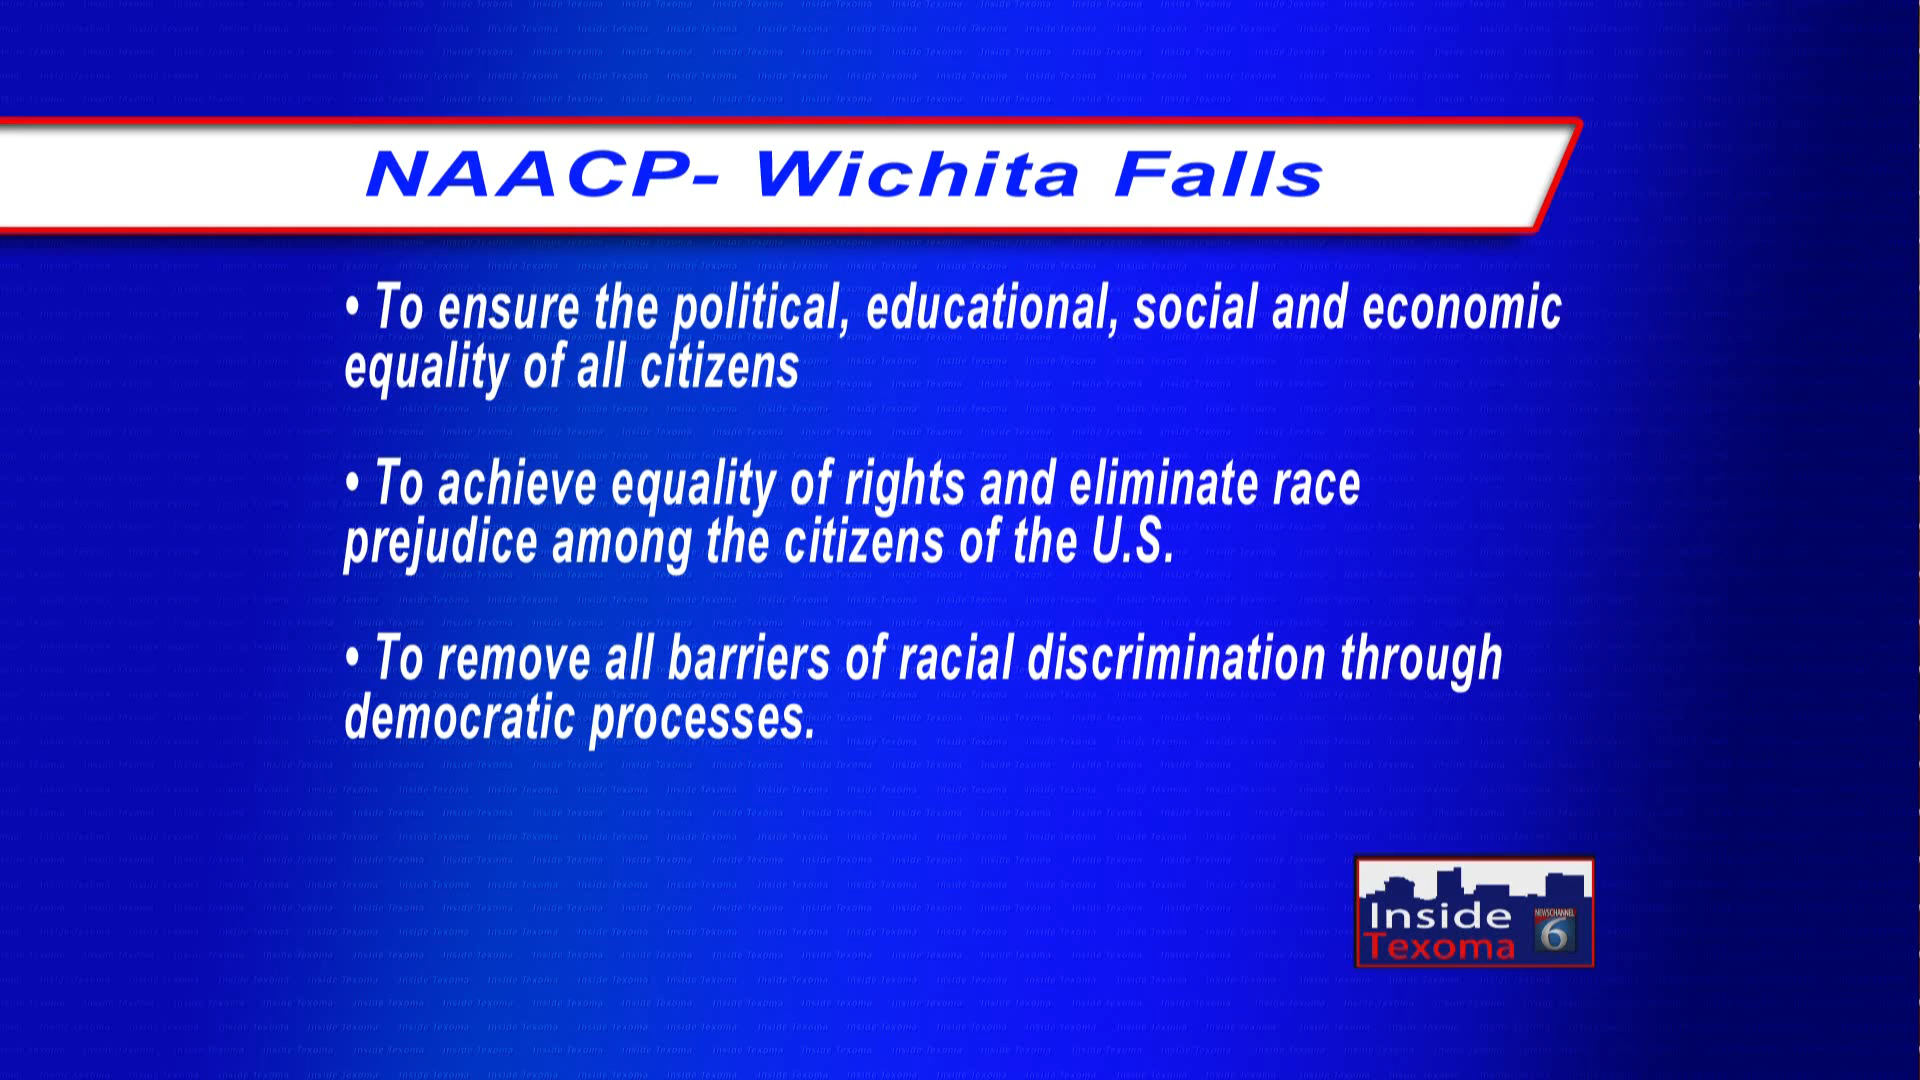 NAACP- Wichita Falls
• To ensure the political, educational, social and economic
equality of all citizens
• To achieve equality of rights and eliminate race
prejudice among the citizens of the U.S.
• To remove all barriers of racial discrimination through
democratic processes.
Inside
Texoma
NEWSCHANNEL
6